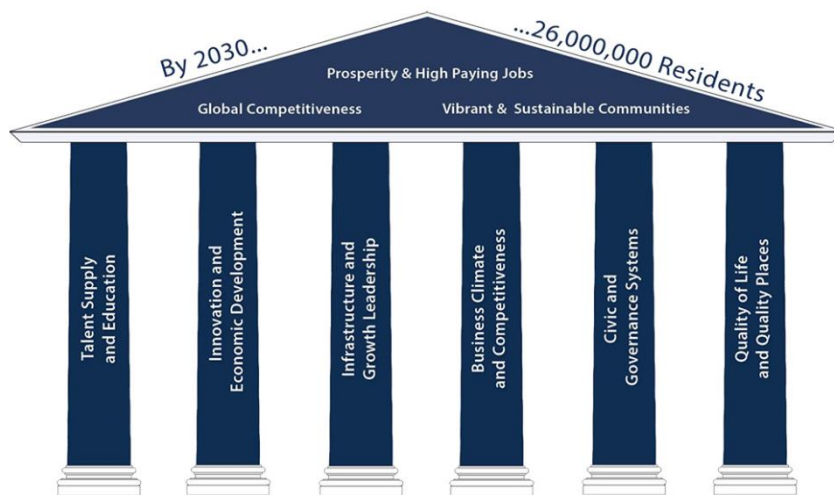 By 2030...
...26,000,000 Residents
Prosperity & High Paying Jobs
Global Competitiveness
Vibrant & Sustainable Communities
Talent Supply
and Education
Innovation and
Economic Development
Infrastructure and
Growth Leadership
Business Climate
and Competitiveness
Civic and
Governance Systems
Quality of Life
and Quality Places